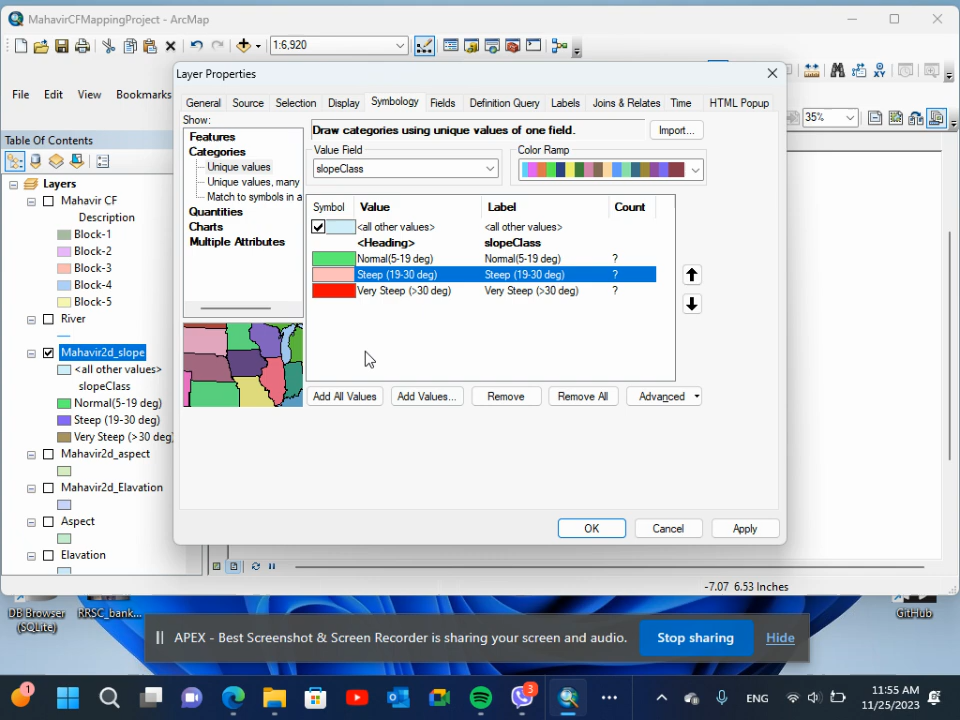 MahavirCFMappingProject - ArcMap
1:6,920
File
Edit
View
Bookmarks
35%
Table Of Contents
Layers
Mahavir CF
Description
Block-1
Block-2
Block-3
Block-4
Block-5
River
Mahavir2d_slope
<all other values>
slopeClass
Normal(5-19 deg)
Steep (19-30 deg)
Very Steep (>30 deg)
Mahavir2d_aspect
Mahavir2d_Elavation
Aspect
Elavation
Layer Properties
General Source Selection Display Symbology Fields Definition Query Labels Joins & Relates Time HTML Popup
Show:
Features
Categories
Unique values
Unique values, many
Match to symbols in a
Quantities
Charts
Multiple Attributes
Draw categories using unique values of one field.
Import...
Value Field
slopeClass
Color Ramp
Symbol Value Label Count
<all other values> <all other values>
<Heading> slopeClass
Normal(5-19 deg) Normal(5-19 deg) ?
Steep (19-30 deg) Steep (19-30 deg) ?
Very Steep (>30 deg) Very Steep (>30 deg) ?
Add All Values Add Values... Remove Remove All Advanced
OK Cancel Apply
-7.07 6.53 Inches
DB Browser
(SQLite)
RRSC_bank...
GitHub
APEX - Best Screenshot & Screen Recorder is sharing your screen and audio.
Stop sharing
Hide
1
3
ENG
11:55 AM
11/25/2023